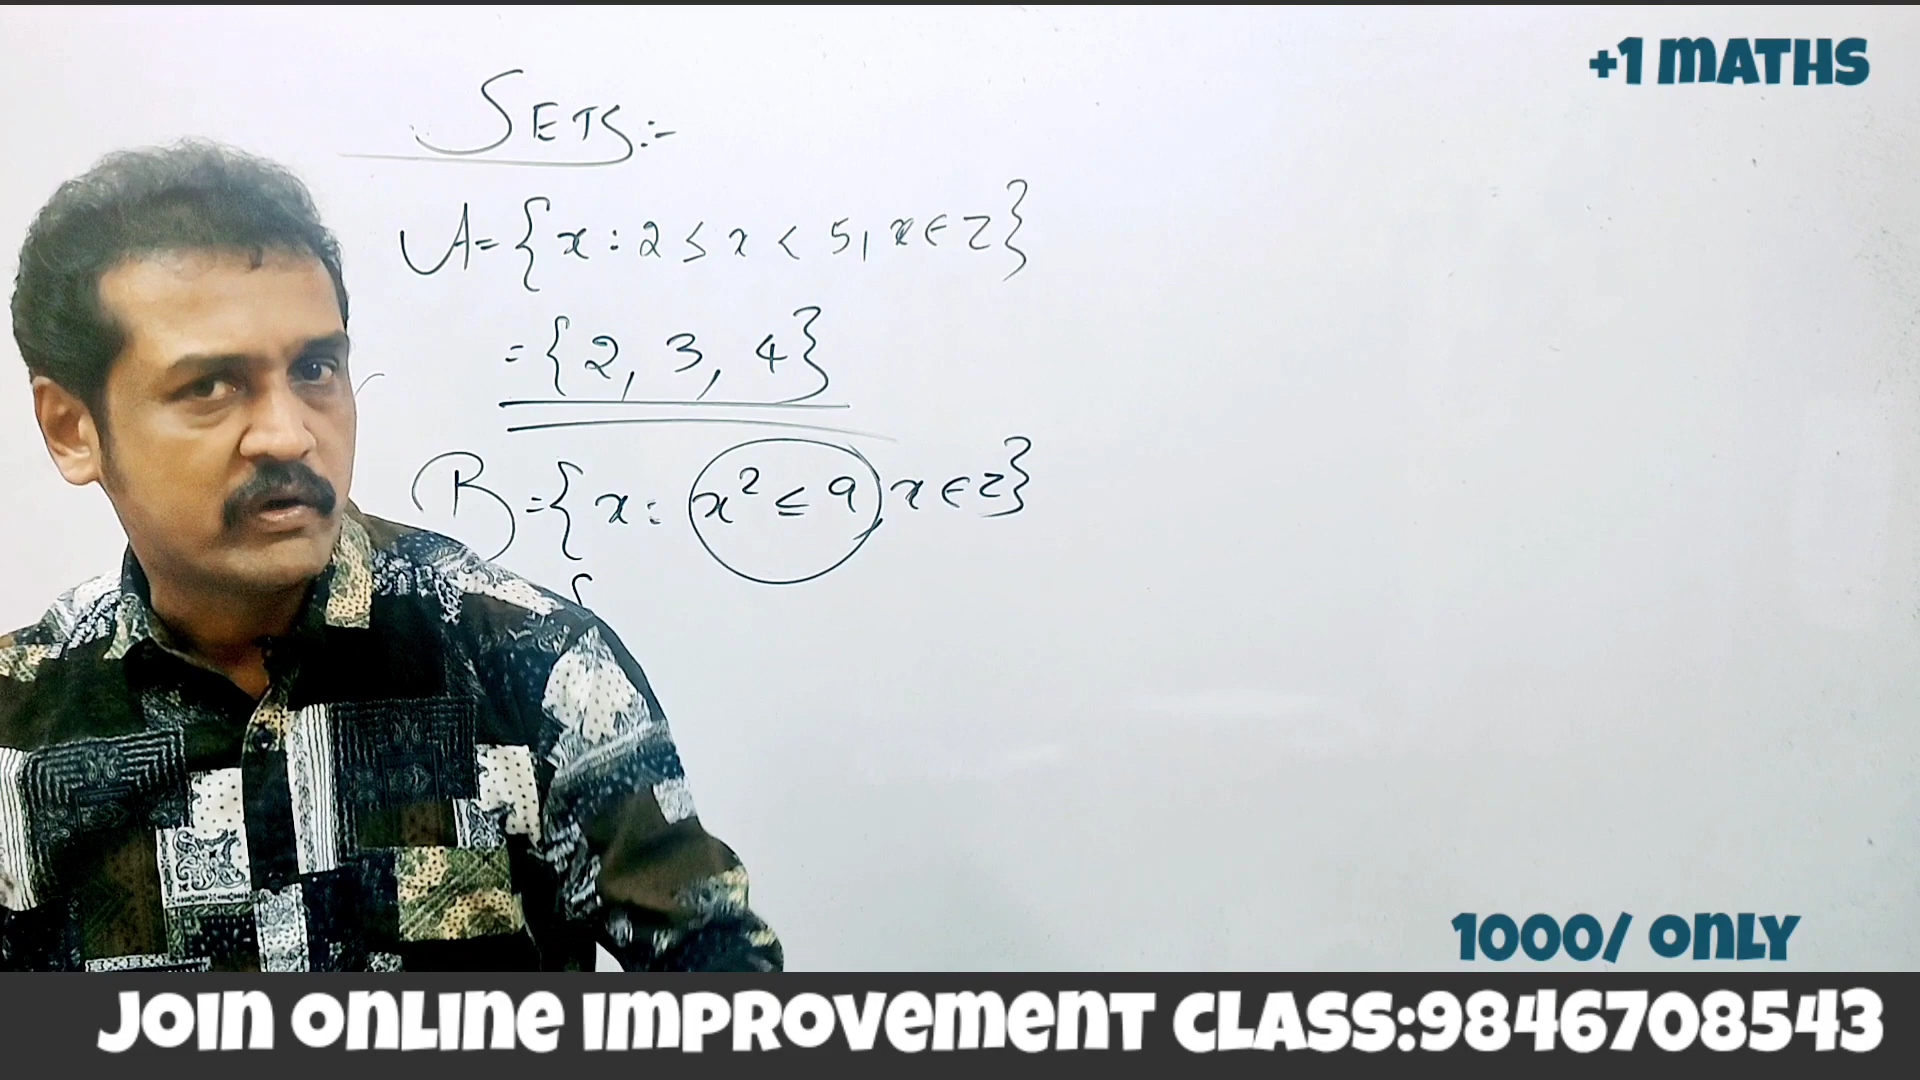 +1 MATHS
SETS:-
A = {x : 2 ≤ x < 5, x ∈ Z}
= {2, 3, 4}
B = {x : x² ≤ 9, x ∈ Z}
{
1000/ ONLY
JOIN ONLINE IMPROVEMENT CLASS:9846708543